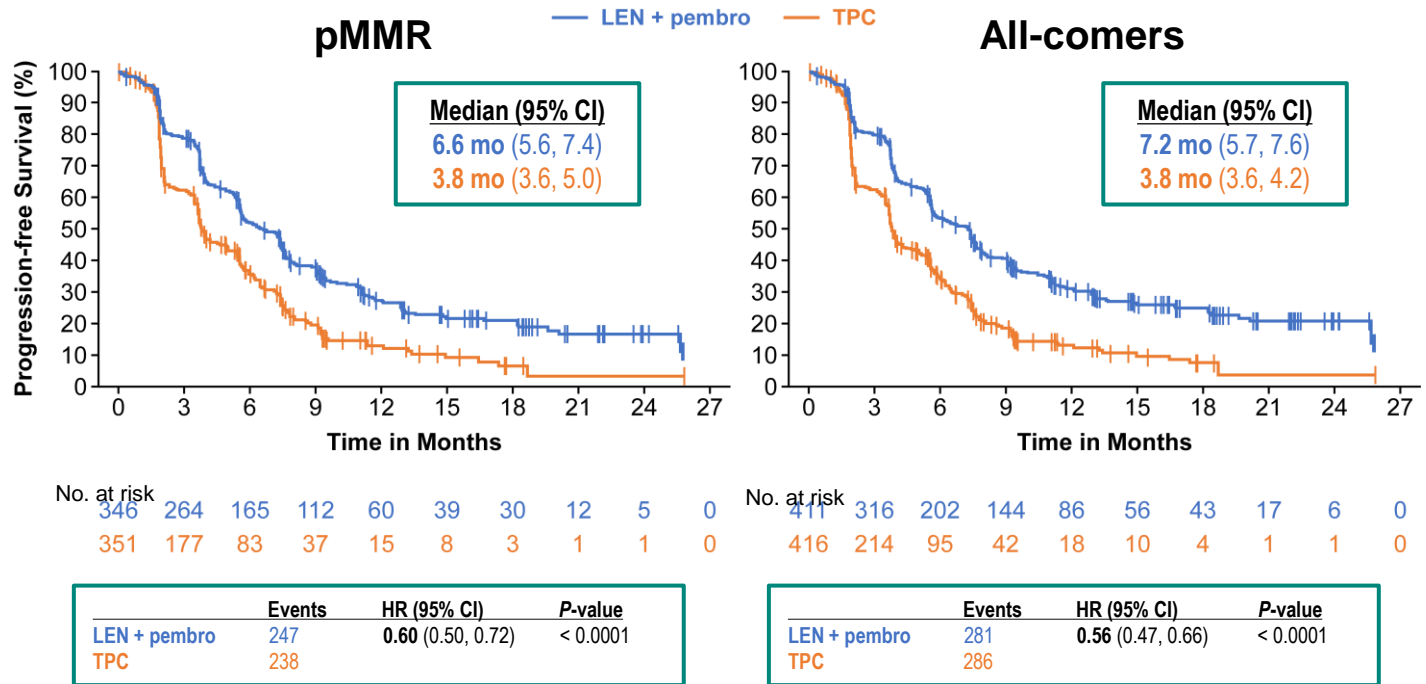 LEN + pembro TPC
pMMR
All-comers
Progression-free Survival (%)
100
90
80
70
60
50
40
30
20
10
0
Median (95% CI)
6.6 mo (5.6, 7.4)
3.8 mo (3.6, 5.0)
0 3 6 9 12 15 18 21 24 27
Time in Months
100
90
80
70
60
50
40
30
20
10
0
Median (95% CI)
7.2 mo (5.7, 7.6)
3.8 mo (3.6, 4.2)
0 3 6 9 12 15 18 21 24 27
Time in Months
No. at risk
346 264 165 112 60 39 30 12 5 0
351 177 83 37 15 8 3 1 1 0
No. at risk
411 316 202 144 86 56 43 17 6 0
416 214 95 42 18 10 4 1 1 0
Events HR (95% CI) P-value
LEN + pembro 247 0.60 (0.50, 0.72) < 0.0001
TPC 238
Events HR (95% CI) P-value
LEN + pembro 281 0.56 (0.47, 0.66) < 0.0001
TPC 286